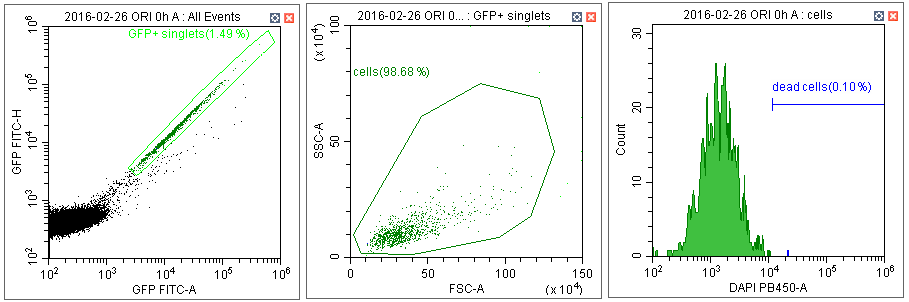 2016-02-26 ORI 0h A : All Events
GFP+ singlets(1.49 %)
GFP FITC-H
10^6
10^5
10^4
10^3
10^2
10^2 10^3 10^4 10^5 10^6
GFP FITC-A
2016-02-26 ORI 0... : GFP+ singlets
(x 10^4)
cells(98.68 %)
SSC-A
100
50
0
0 50 100 150
FSC-A (x 10^4)
2016-02-26 ORI 0h A : cells
dead cells(0.10 %)
Count
30
20
10
0
10^2 10^3 10^4 10^5 10^6
DAPI PB450-A